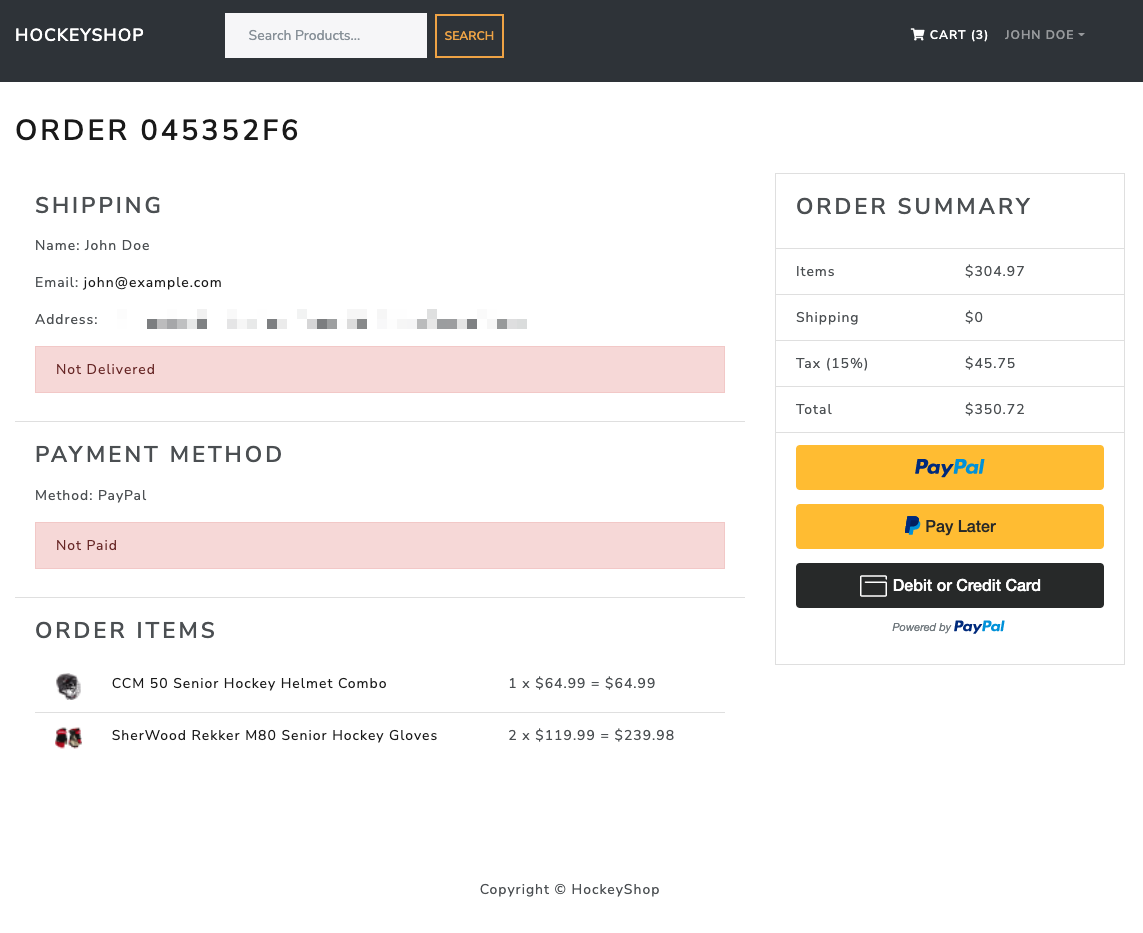 HOCKEYSHOP
Search Products...
SEARCH
CART (3)
JOHN DOE
ORDER 045352F6
SHIPPING
Name: John Doe
Email: john@example.com
Address:
Not Delivered
PAYMENT METHOD
Method: PayPal
Not Paid
ORDER ITEMS
CCM 50 Senior Hockey Helmet Combo 1 x $64.99 = $64.99
SherWood Rekker M80 Senior Hockey Gloves 2 x $119.99 = $239.98
ORDER SUMMARY
Items $304.97
Shipping $0
Tax (15%) $45.75
Total $350.72
PayPal
Pay Later
Debit or Credit Card
Powered by PayPal
Copyright © HockeyShop